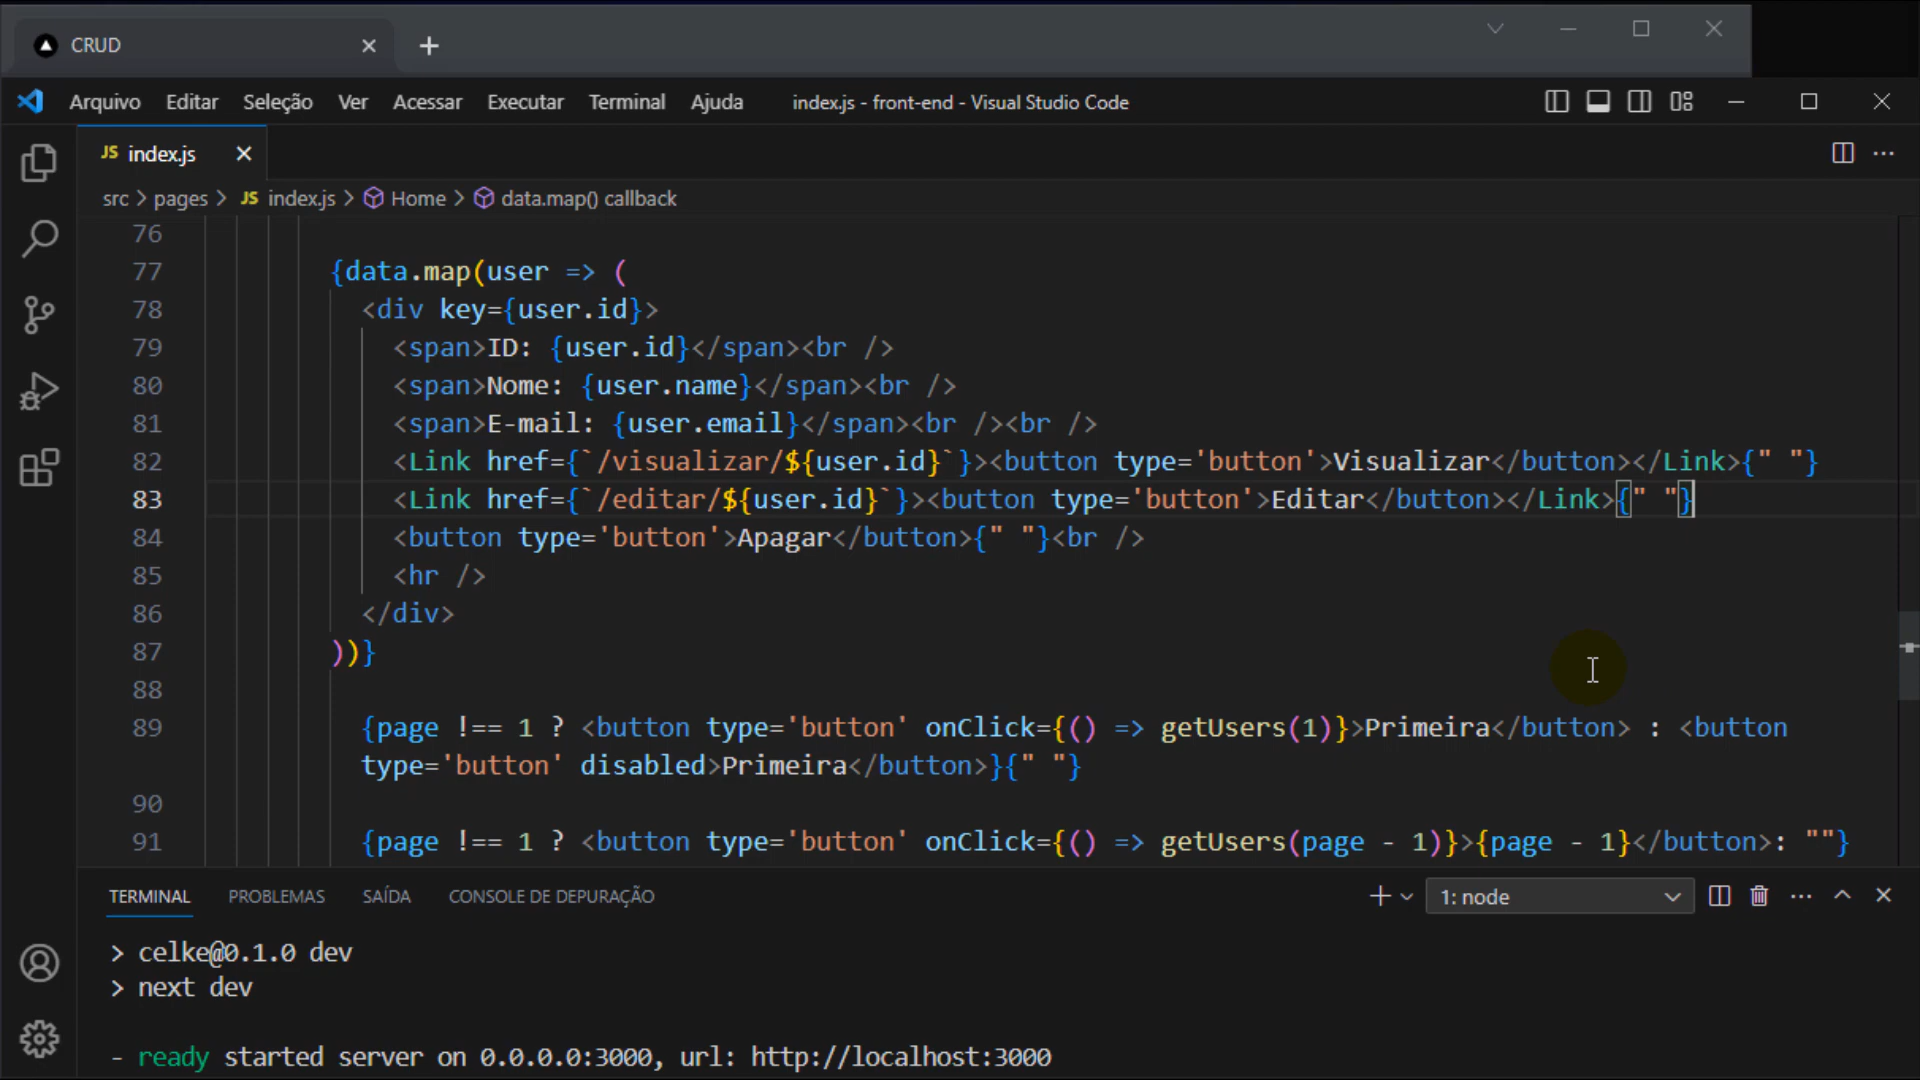 CRUD
Arquivo Editar Seleção Ver Acessar Executar Terminal Ajuda index.js - front-end - Visual Studio Code
JS index.js
src > pages > JS index.js > Home > data.map() callback
76
77 {data.map(user => (
78 <div key={user.id}>
79 <span>ID: {user.id}</span><br />
80 <span>Nome: {user.name}</span><br />
81 <span>E-mail: {user.email}</span><br /><br />
82 <Link href={`/visualizar/${user.id}`}><button type='button'>Visualizar</button></Link>{" "}
83 <Link href={`/editar/${user.id}`}><button type='button'>Editar</button></Link>{" "}
84 <button type='button'>Apagar</button>{" "}<br />
85 <hr />
86 </div>
87 ))}
88
89 {page !== 1 ? <button type='button' onClick={() => getUsers(1)}>Primeira</button> : <button
type='button' disabled>Primeira</button>}{" "}
90
91 {page !== 1 ? <button type='button' onClick={() => getUsers(page - 1)}>{page - 1}</button>: ""}
TERMINAL PROBLEMAS SAÍDA CONSOLE DE DEPURAÇÃO 1: node
> celke@0.1.0 dev
> next dev
- ready started server on 0.0.0.0:3000, url: http://localhost:3000